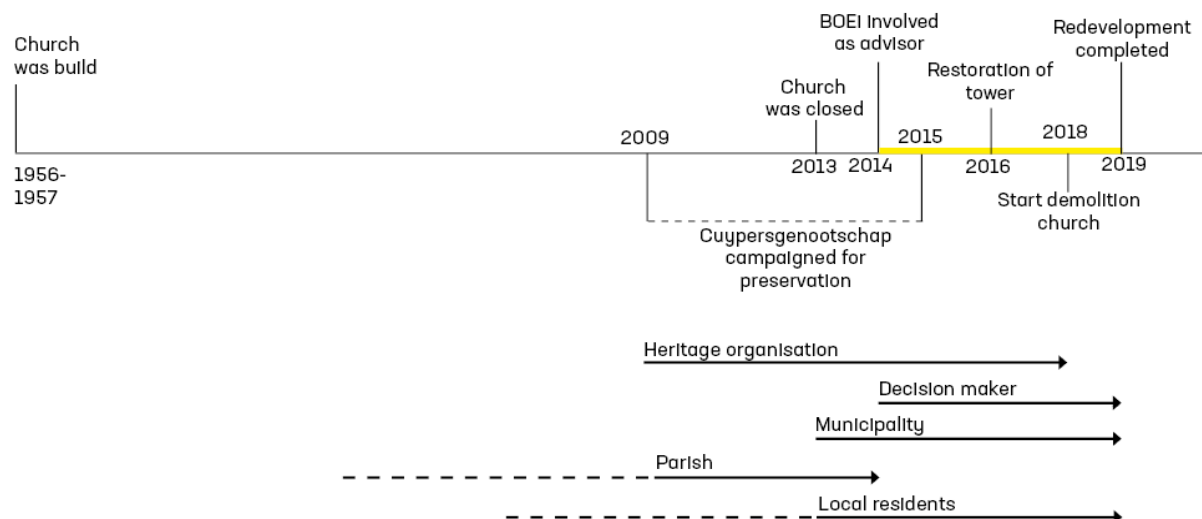 Church
was build
1956-
1957
2009
Cuypersgenootschap
campaigned for
preservation
Church
was closed
2013
BOEI involved
as advisor
2014
2015
Restoration of
tower
2016
2018
Start demolition
church
Redevelopment
completed
2019
Heritage organisation
Decision maker
Municipality
Parish
Local residents